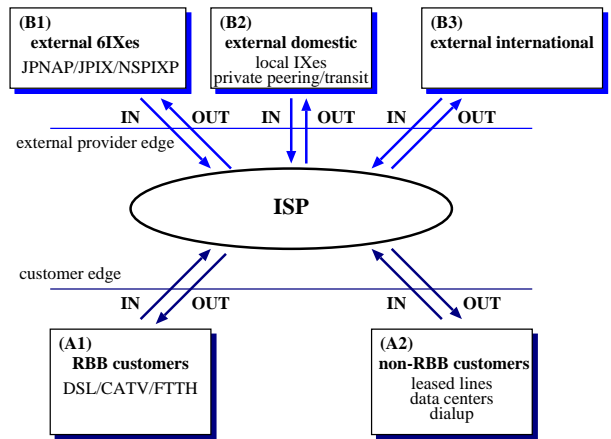 (B1)
external 6IXes
JPNAP/JPIX/NSPIXP
(B2)
external domestic
local IXes
private peering/transit
(B3)
external international
IN OUT IN OUT IN OUT
external provider edge
ISP
customer edge
IN OUT IN OUT
(A1)
RBB customers
DSL/CATV/FTTH
(A2)
non-RBB customers
leased lines
data centers
dialup